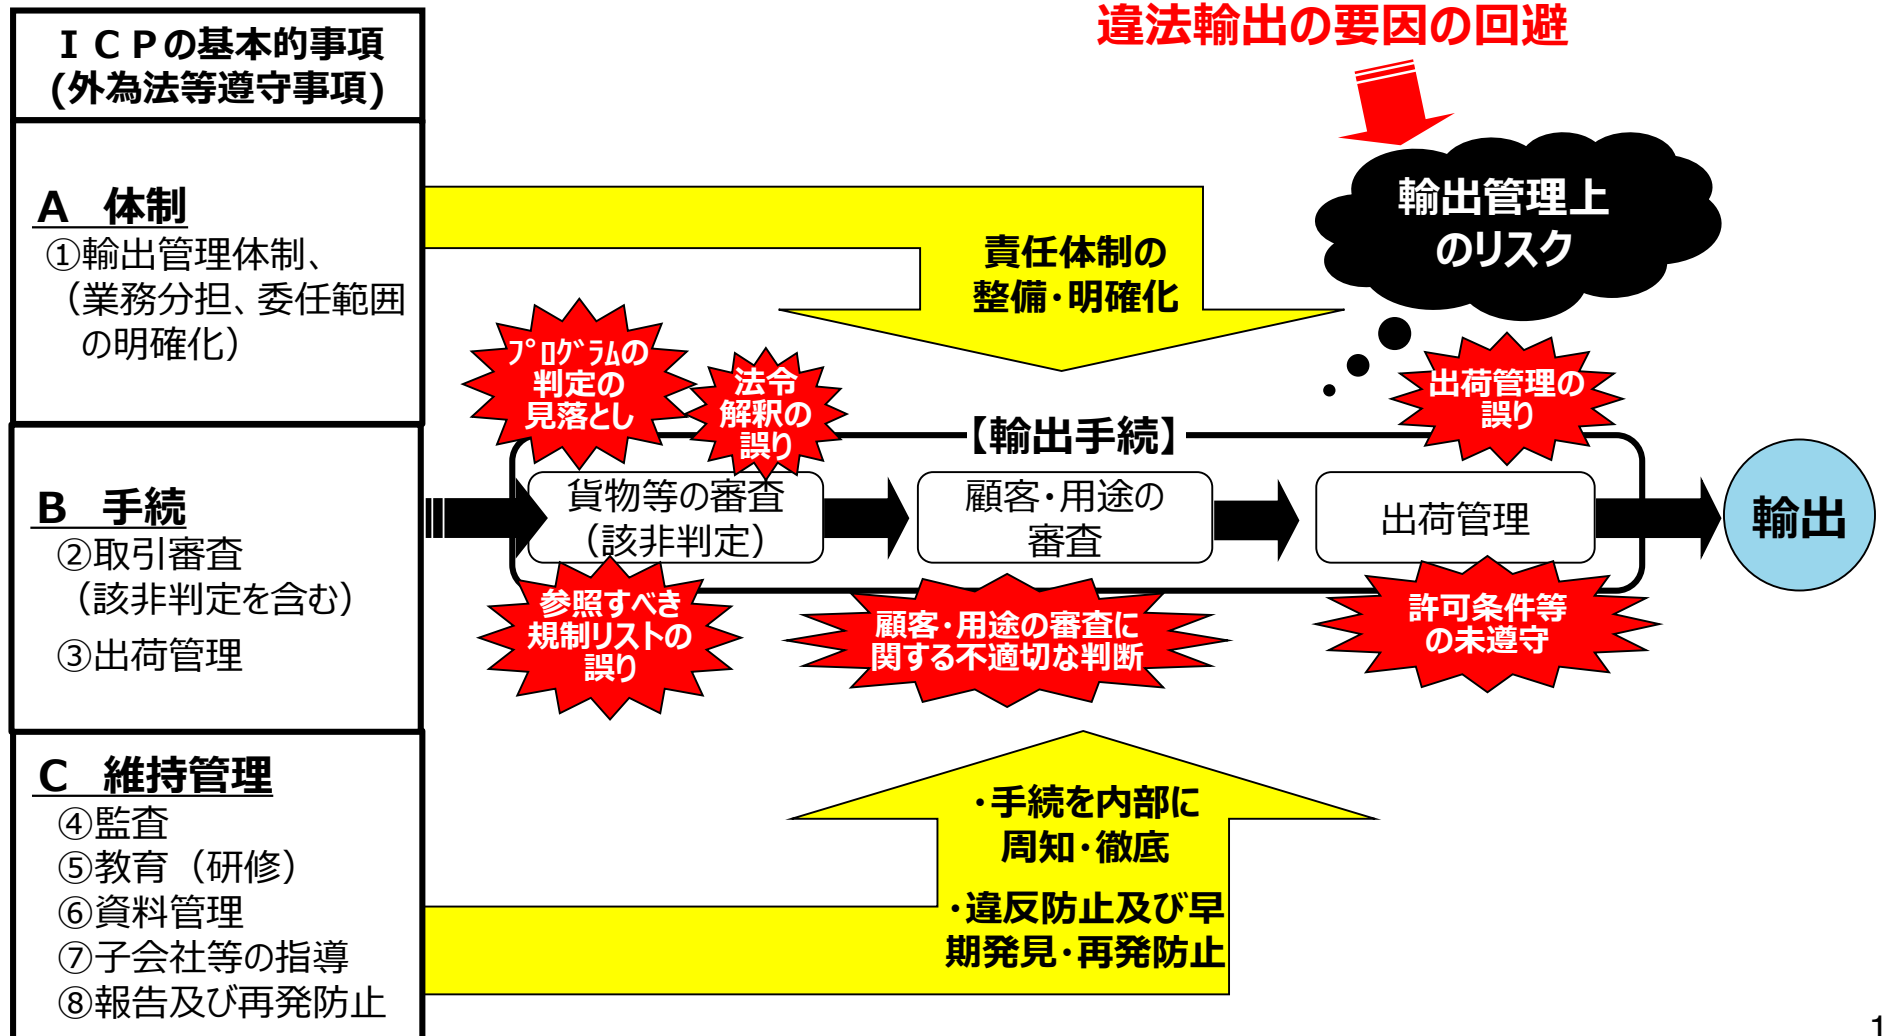 ＩＣＰの基本的事項
(外為法等遵守事項)
A　体制
①輸出管理体制、
（業務分担、委任範囲
の明確化）
B　手続
②取引審査
（該非判定を含む）
③出荷管理
C　維持管理
④監査
⑤教育（研修）
⑥資料管理
⑦子会社等の指導
⑧報告及び再発防止
違法輸出の要因の回避
輸出管理上
のリスク
責任体制の
整備･明確化
ﾌﾟﾛｸﾞﾗﾑの
判定の
見落とし
法令
解釈の
誤り
出荷管理の
誤り
【輸出手続】
貨物等の審査
（該非判定）
顧客･用途の
審査
出荷管理
輸出
参照すべき
規制リストの
誤り
顧客･用途の審査に
関する不適切な判断
許可条件等
の未遵守
･手続を内部に
周知･徹底
･違反防止及び早
期発見･再発防止
1